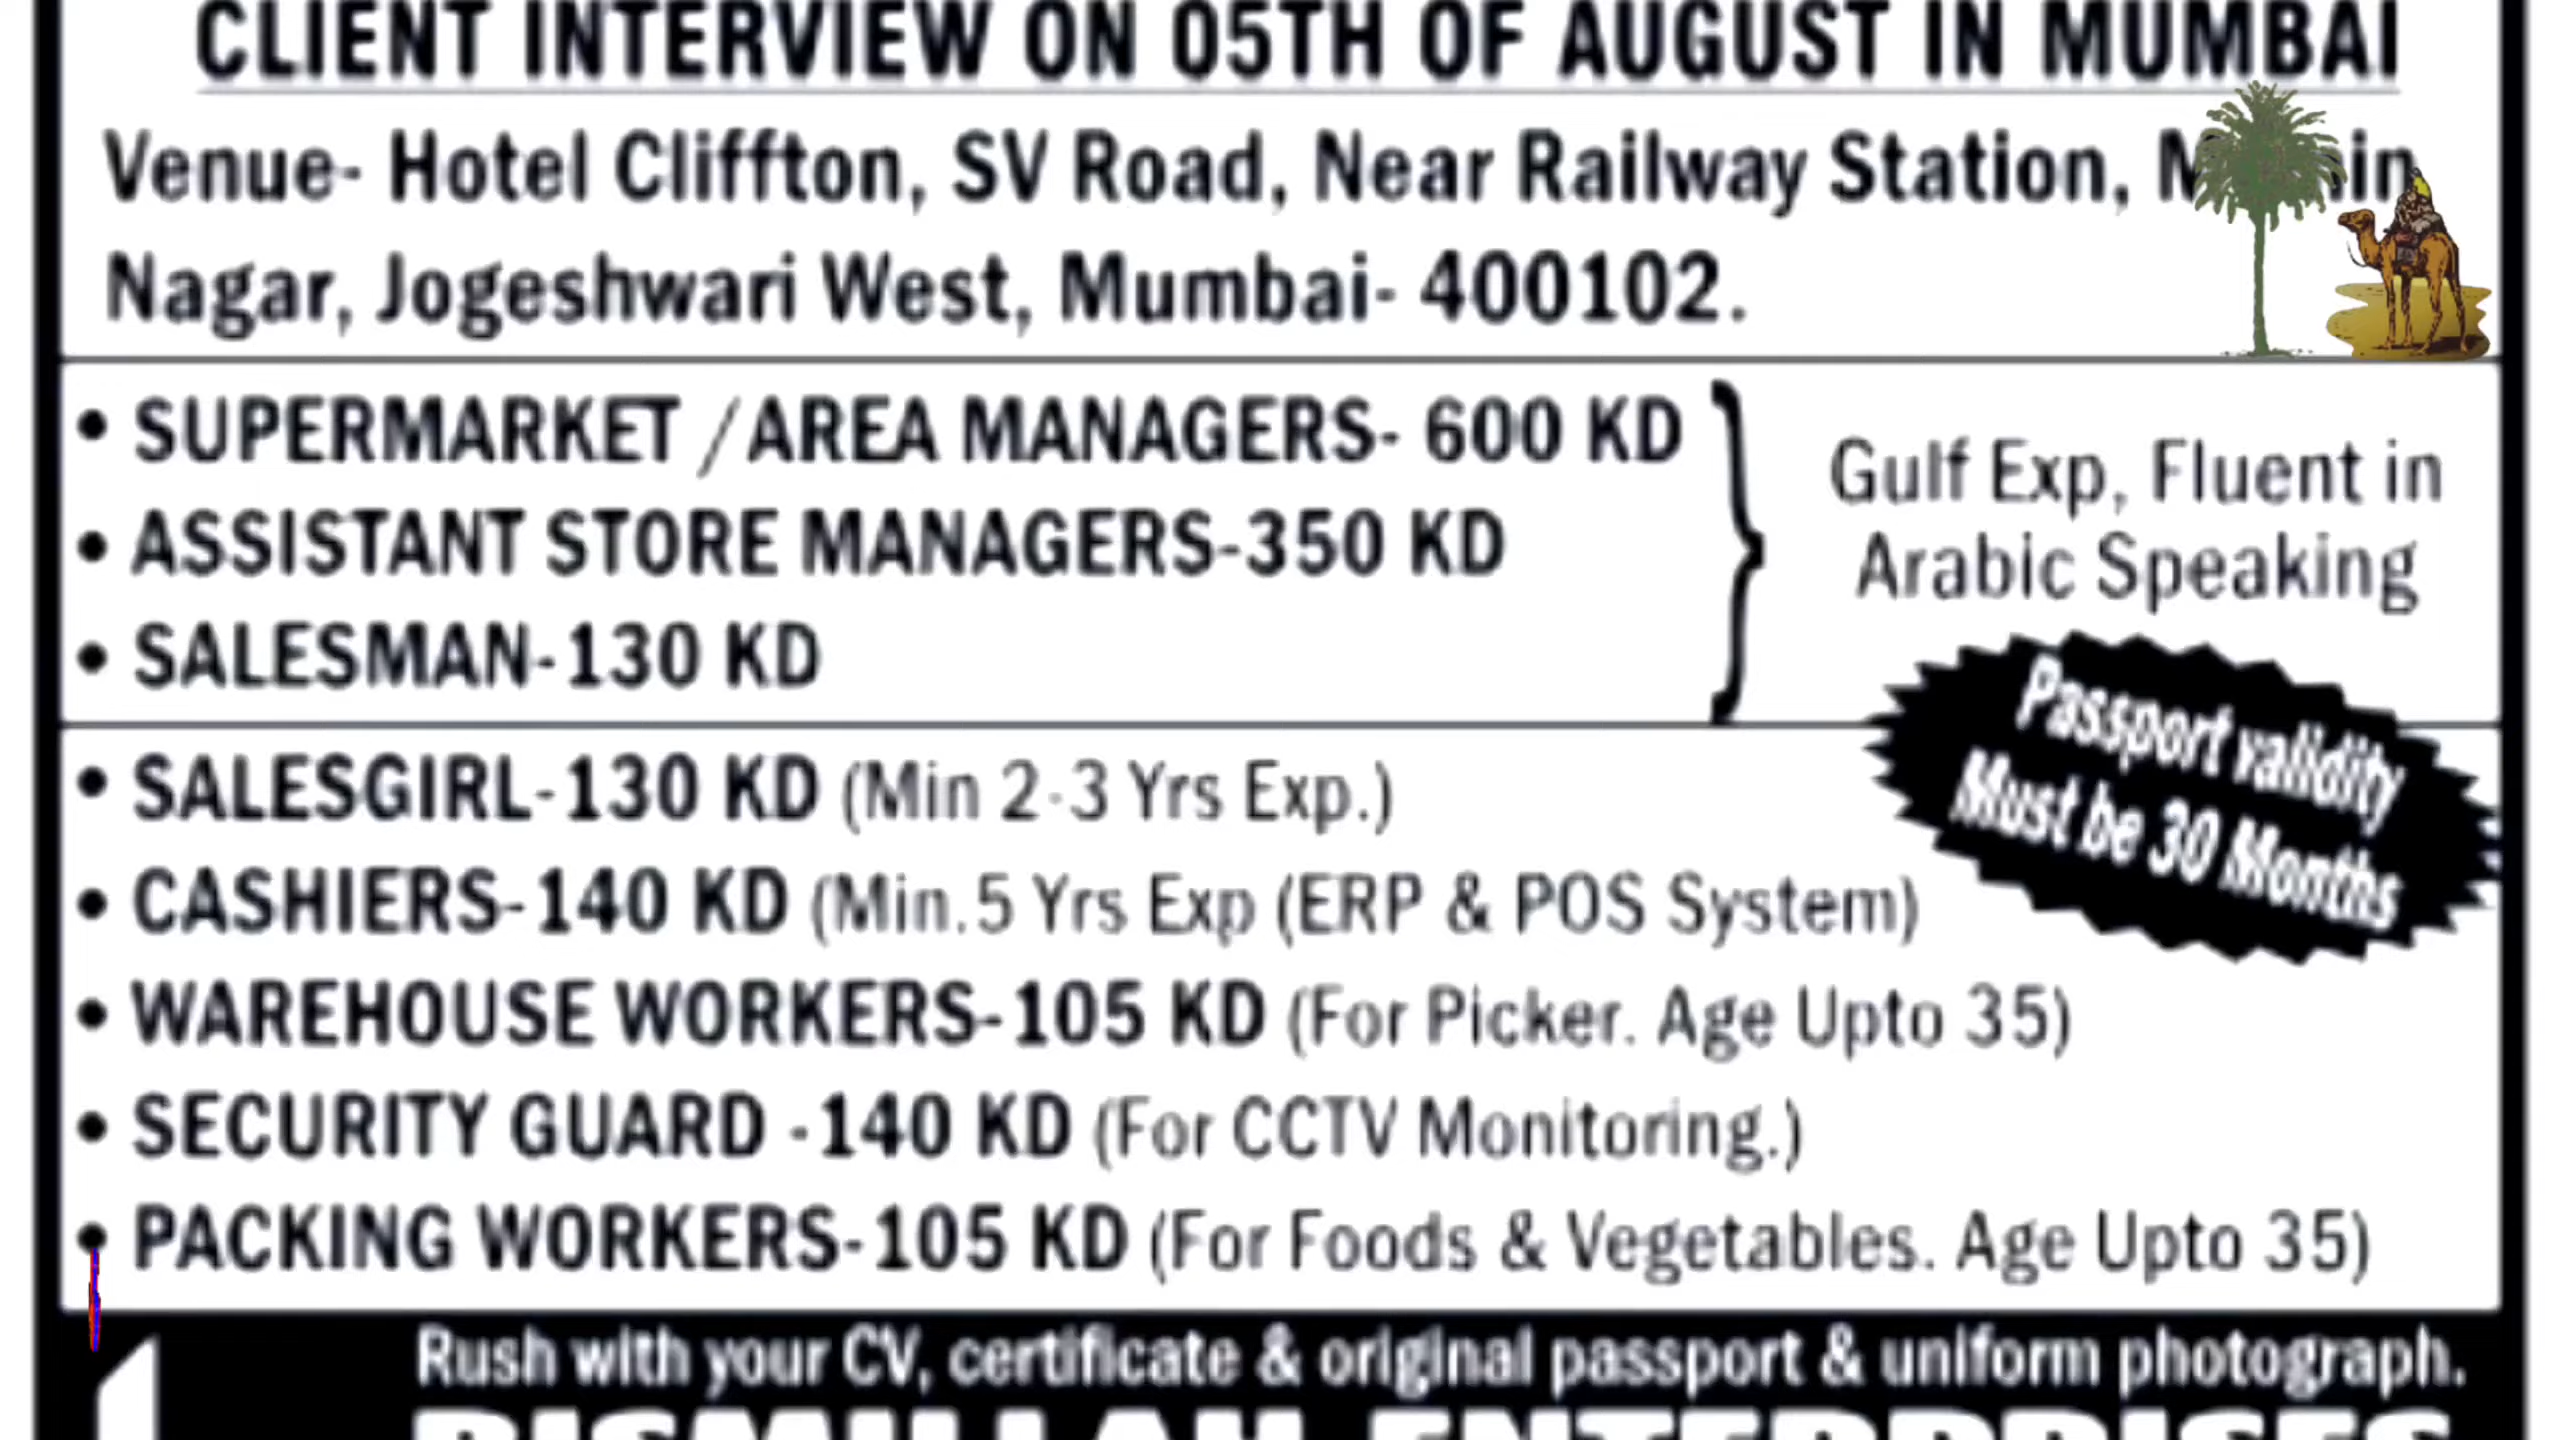 CLIENT INTERVIEW ON 05TH OF AUGUST IN MUMBAI
Venue- Hotel Cliffton, SV Road, Near Railway Station,
Nagar, Jogeshwari West, Mumbai- 400102.
• SUPERMARKET / AREA MANAGERS- 600 KD
• ASSISTANT STORE MANAGERS-350 KD
• SALESMAN-130 KD
Gulf Exp, Fluent in
Arabic Speaking
Passport validity
Must be 30 Months
• SALESGIRL-130 KD (Min 2-3 Yrs Exp.)
• CASHIERS-140 KD (Min.5 Yrs Exp (ERP & POS System)
• WAREHOUSE WORKERS-105 KD (For Picker. Age Upto 35)
• SECURITY GUARD -140 KD (For CCTV Monitoring.)
• PACKING WORKERS-105 KD (For Foods & Vegetables. Age Upto 35)
Rush with your CV, certificate & original passport & uniform photograph.
BISMILLAH ENTERPRISES